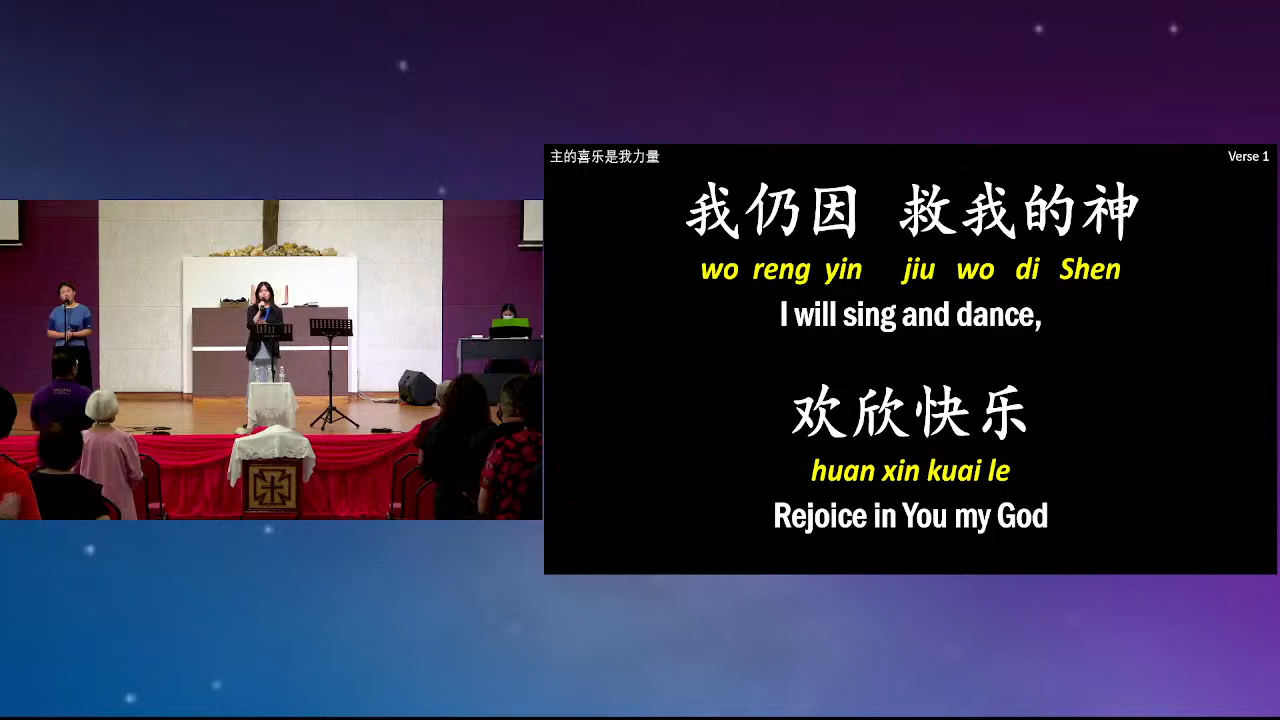 主的喜乐是我力量
Verse 1
我仍因 救我的神
wo reng yin jiu wo di Shen
I will sing and dance,
欢欣快乐
huan xin kuai le
Rejoice in You my God